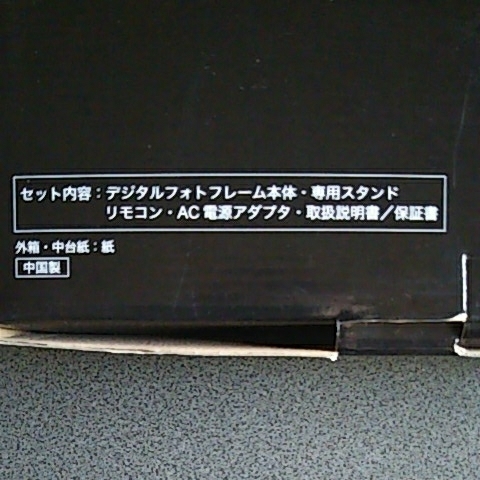 セット内容：デジタルフォトフレーム本体・専用スタンド
リモコン・AC電源アダプタ・取扱説明書／保証書
外箱・中台紙：紙
中国製